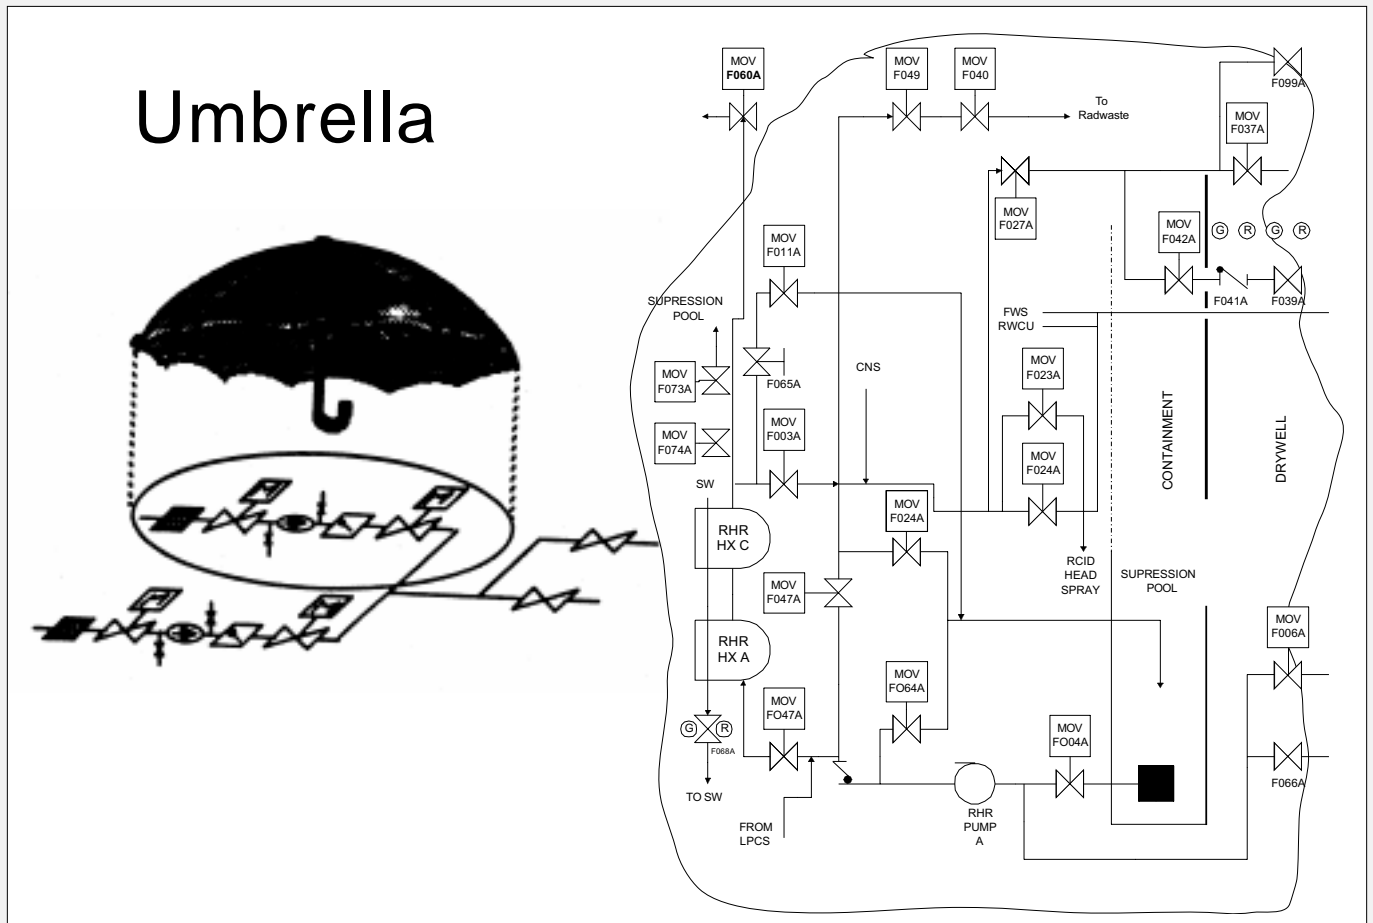 Umbrella
MOV
F060A
MOV
F049
MOV
F040
To
Radwaste
F099A
MOV
F037A
MOV
F027A
MOV
F042A
G
R
G
R
F041A
F039A
MOV
F011A
SUPRESSION
POOL
FWS
RWCU
MOV
F073A
F065A
CNS
MOV
F023A
MOV
F074A
MOV
F003A
MOV
F024A
CONTAINMENT
DRYWELL
SW
MOV
F024A
RHR
HX C
RCID
HEAD
SPRAY
SUPRESSION
POOL
MOV
F047A
RHR
HX A
MOV
F006A
MOV
FO64A
MOV
FO47A
G
R
F068A
MOV
FO04A
F066A
TO SW
FROM
LPCS
RHR
PUMP
A